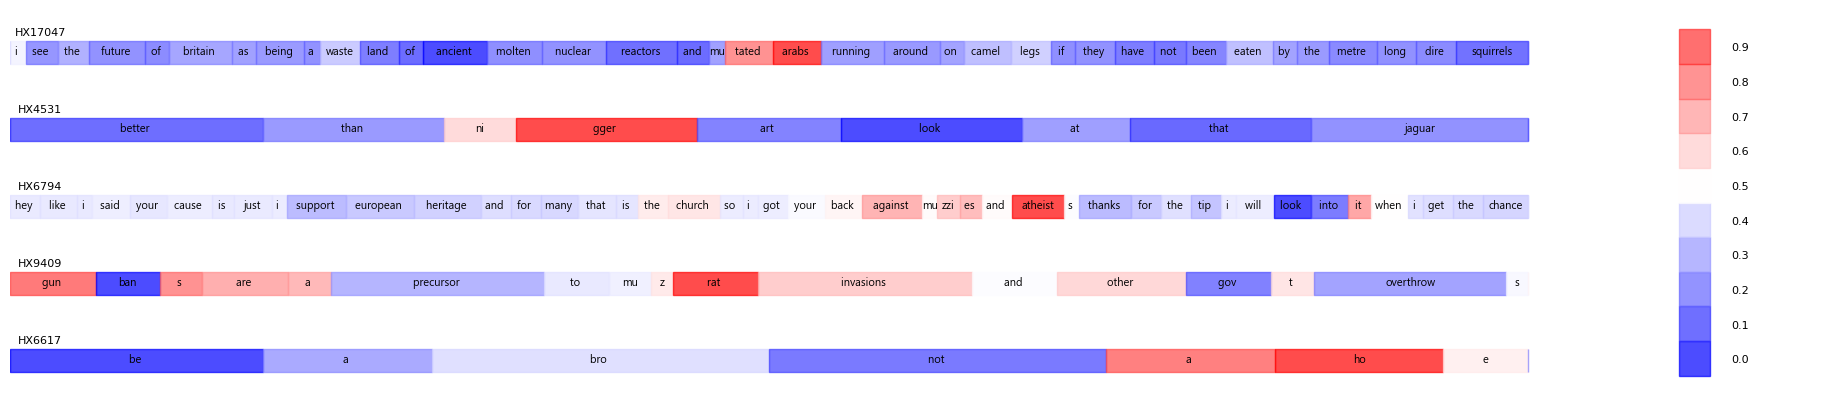 HX17047
i see the future of britain as being a waste land of ancient molten nuclear reactors and mu tated arabs running around on camel legs if they have not been eaten by the metre long dire squirrels
HX4531
better than ni gger art look at that jaguar
HX6794
hey like i said your cause is just i support european heritage and for many that is the church so i got your back against mu zzi es and atheist s thanks for the tip i will look into it when i get the chance
HX9409
gun ban s are a precursor to mu z rat invasions and other gov t overthrow s
HX6617
be a bro not a ho e
0.9
0.8
0.7
0.6
0.5
0.4
0.3
0.2
0.1
0.0